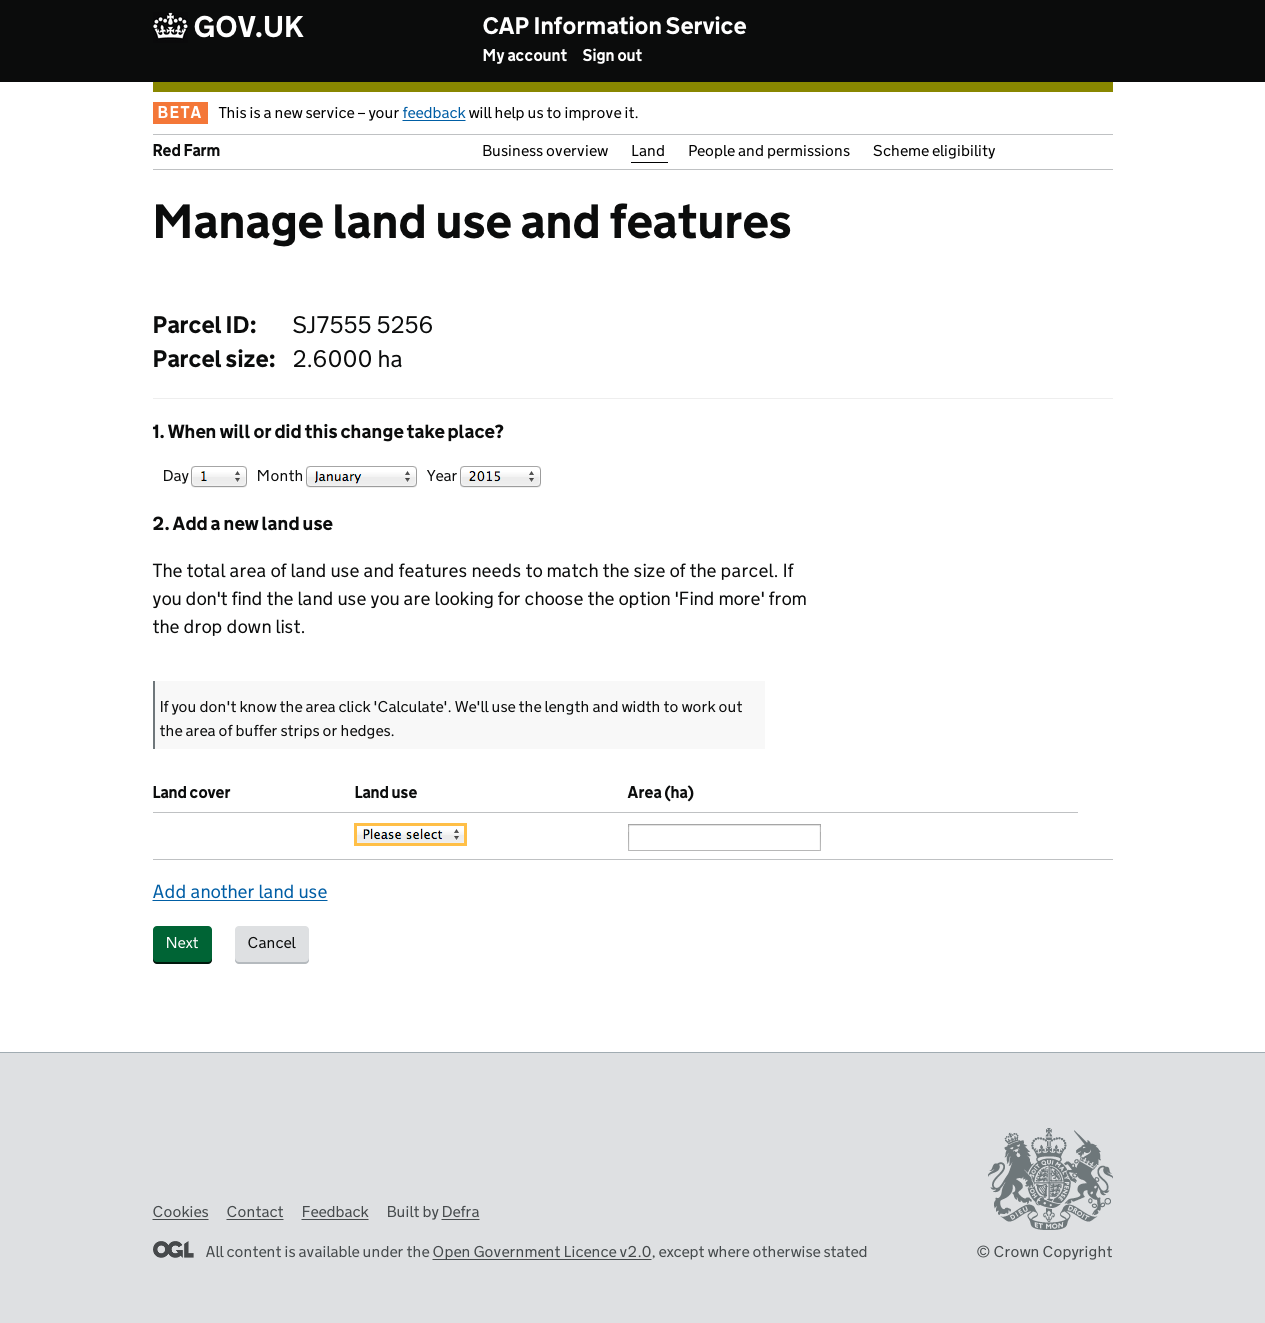 GOV.UK
CAP Information Service
My account Sign out
BETA This is a new service – your feedback will help us to improve it.
Red Farm Business overview Land People and permissions Scheme eligibility
Manage land use and features
Parcel ID: SJ7555 5256
Parcel size: 2.6000 ha
1. When will or did this change take place?
Day 1 Month January Year 2015
2. Add a new land use
The total area of land use and features needs to match the size of the parcel. If
you don't find the land use you are looking for choose the option 'Find more' from
the drop down list.
If you don't know the area click 'Calculate'. We'll use the length and width to work out
the area of buffer strips or hedges.
Land cover Land use Area (ha)
Please select
Add another land use
Next Cancel
Cookies Contact Feedback Built by Defra
OGL All content is available under the Open Government Licence v2.0, except where otherwise stated
© Crown Copyright